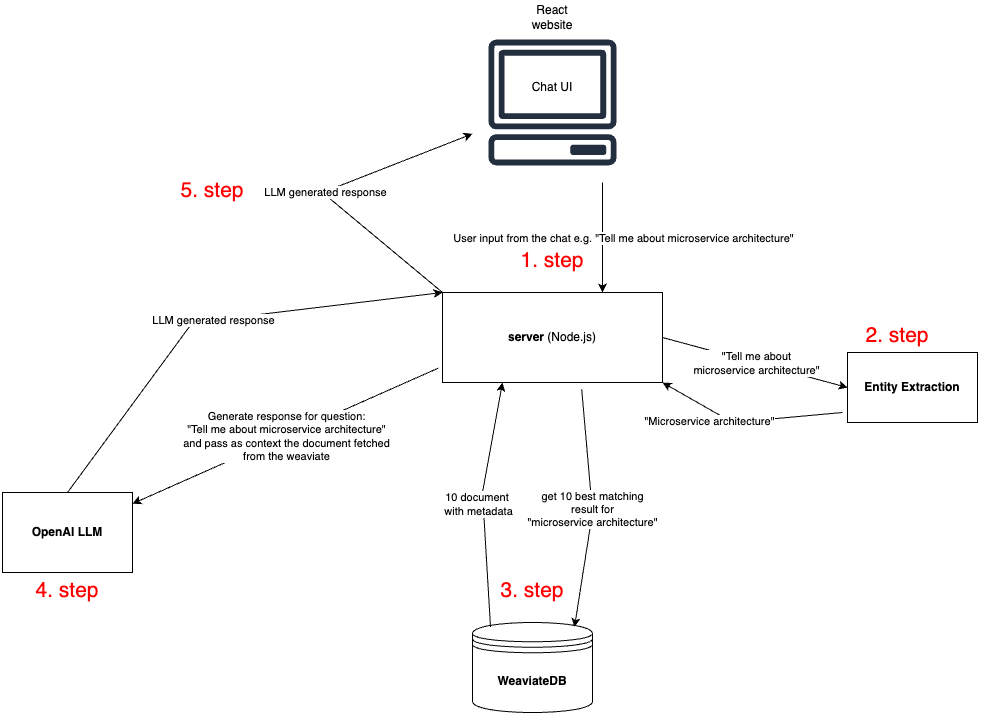 React
website
Chat UI
5. step
LLM generated response
User input from the chat e.g. "Tell me about microservice architecture"
1. step
LLM generated response
server (Node.js)
2. step
"Tell me about
microservice architecture"
Entity Extraction
"Microservice architecture"
Generate response for question:
"Tell me about microservice architecture"
and pass as context the document fetched
from the weaviate
10 document
with metadata
get 10 best matching
result for
"microservice architecture"
OpenAI LLM
4. step
3. step
WeaviateDB